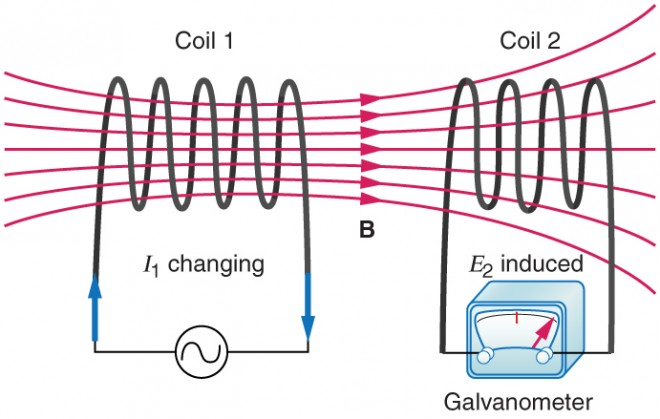 Coil 1
Coil 2
B
I₁ changing
E₂ induced
Galvanometer